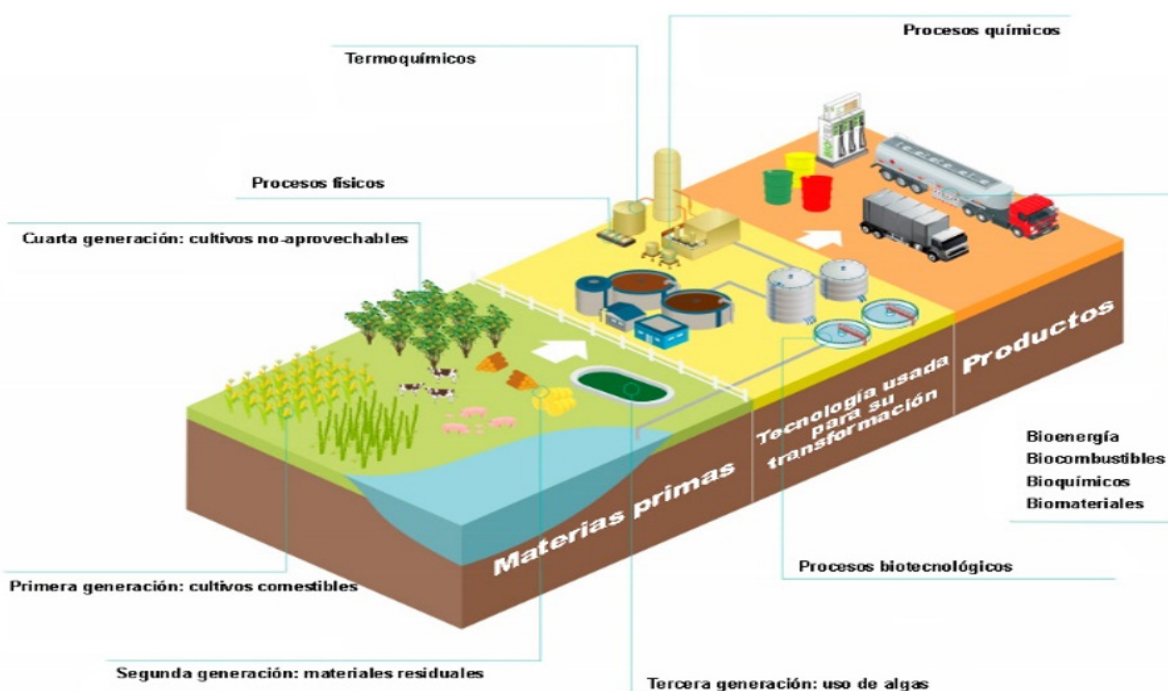 Procesos químicos
Termoquímicos
Procesos físicos
Cuarta generación: cultivos no-aprovechables
Productos
Tecnología usada
para su
transformación
Materias primas
Bioenergía
Biocombustibles
Bioquímicos
Biomateriales
Procesos biotecnológicos
Primera generación: cultivos comestibles
Segunda generación: materiales residuales
Tercera generación: uso de algas